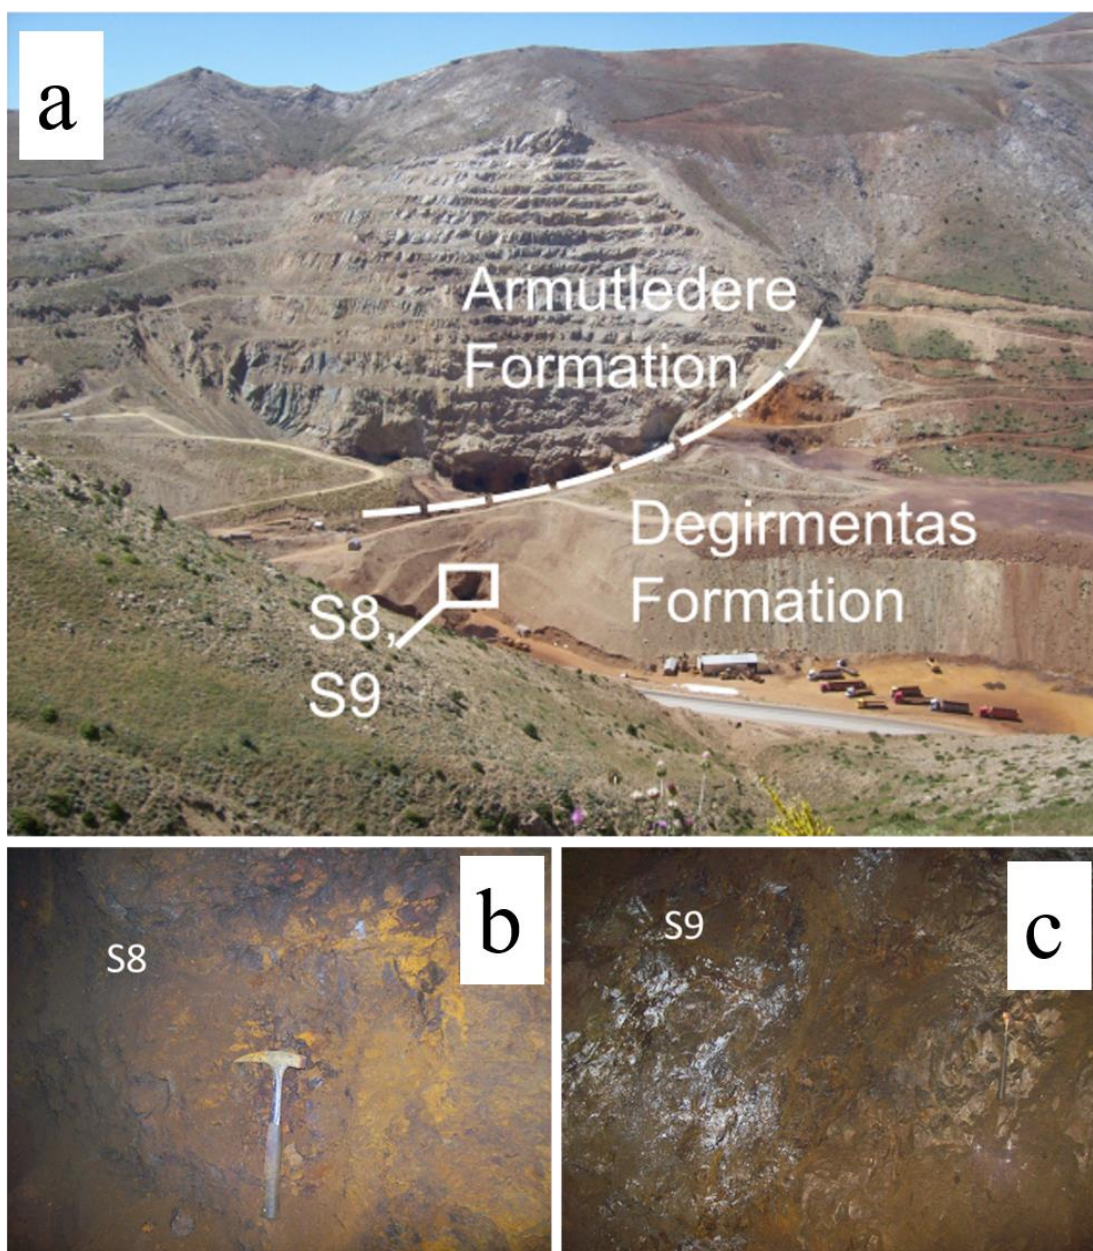 a
Armutledere
Formation
Degirmentas
Formation
S8,
S9
b
S8
c
S9